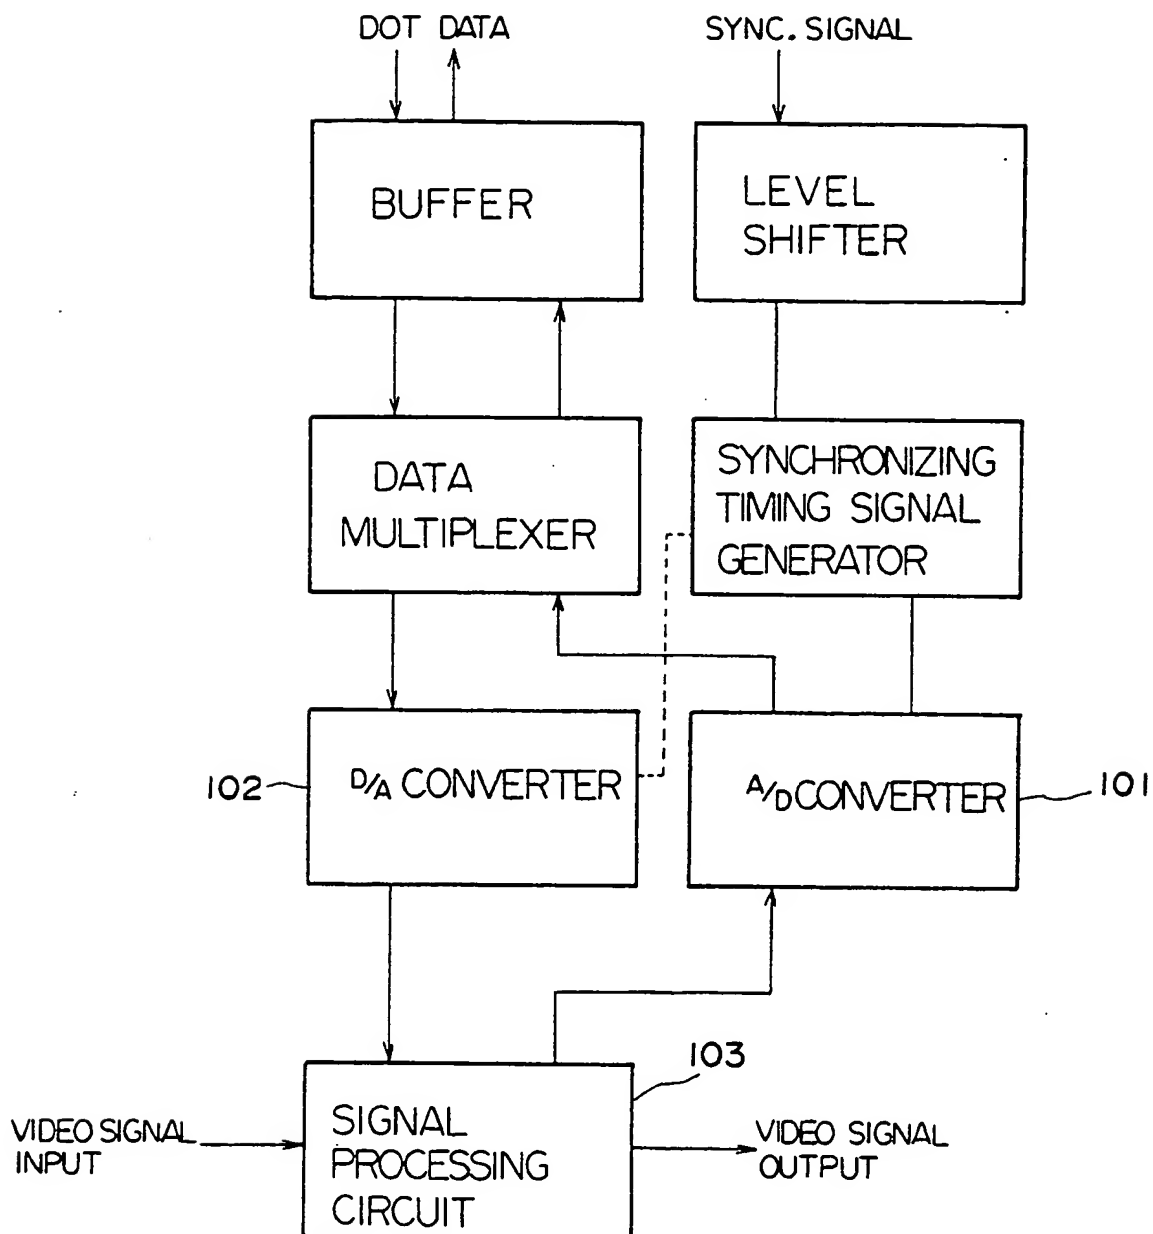 DOT DATA
SYNC. SIGNAL
BUFFER
LEVEL
SHIFTER
DATA
MULTIPLEXER
SYNCHRONIZING
TIMING SIGNAL
GENERATOR
102
D/A CONVERTER
A/D CONVERTER
101
103
VIDEO SIGNAL
INPUT
SIGNAL
PROCESSING
CIRCUIT
VIDEO SIGNAL
OUTPUT